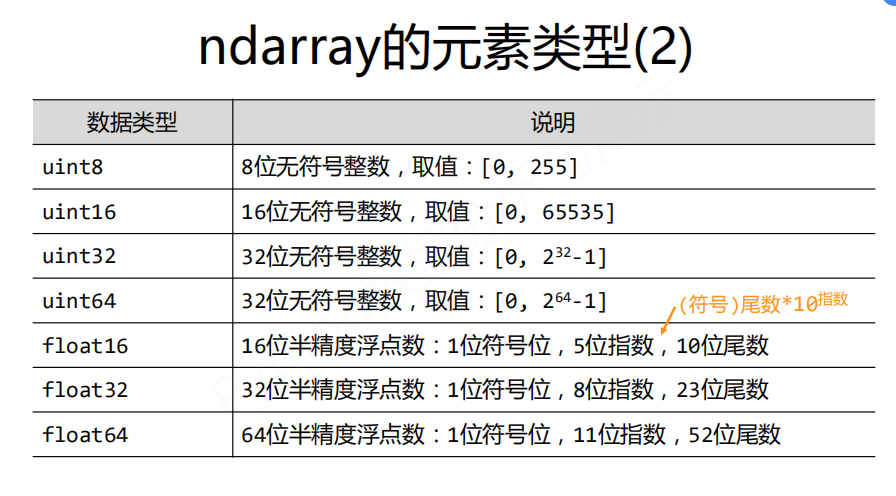 ndarray的元素类型(2)
数据类型 说明
uint8 8位无符号整数，取值：[0, 255]
uint16 16位无符号整数，取值：[0, 65535]
uint32 32位无符号整数，取值：[0, 2³²-1]
uint64 32位无符号整数，取值：[0, 2⁶⁴-1]
(符号)尾数*10指数
float16 16位半精度浮点数：1位符号位，5位指数，10位尾数
float32 32位半精度浮点数：1位符号位，8位指数，23位尾数
float64 64位半精度浮点数：1位符号位，11位指数，52位尾数